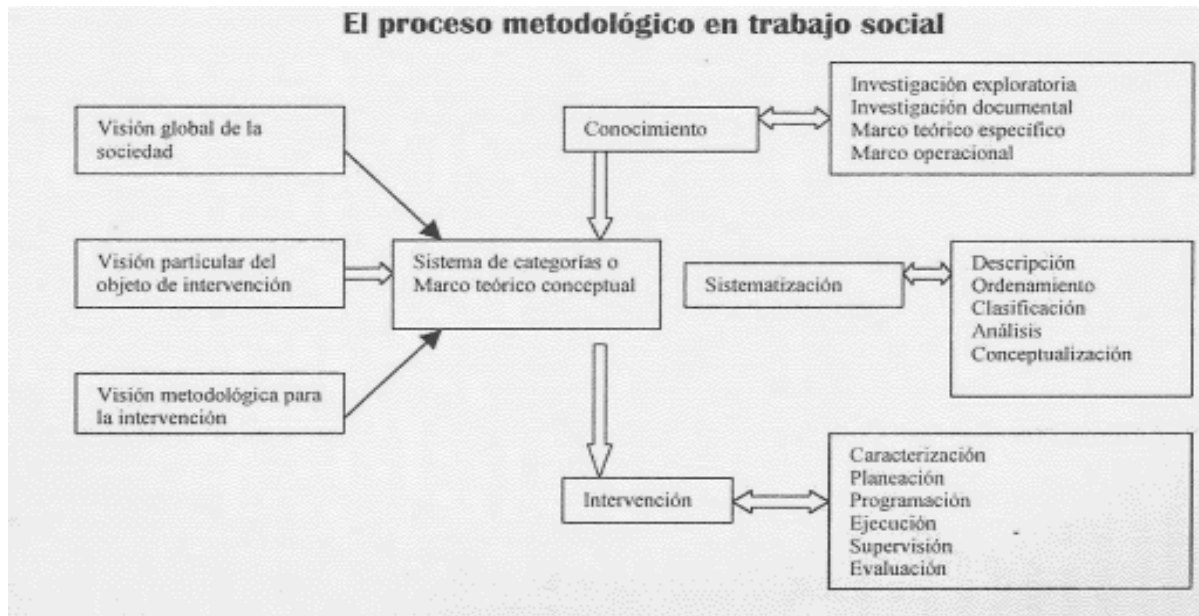 El proceso metodológico en trabajo social
Visión global de la
sociedad
Visión particular del
objeto de intervención
Visión metodológica para
la intervención
Sistema de categorías o
Marco teórico conceptual
Conocimiento
Investigación exploratoria
Investigación documental
Marco teórico especifico
Marco operacional
Sistematización
Descripción
Ordenamiento
Clasificación
Análisis
Conceptualización
Intervención
Caracterización
Planeación
Programación
Ejecución
Supervisión
Evaluación